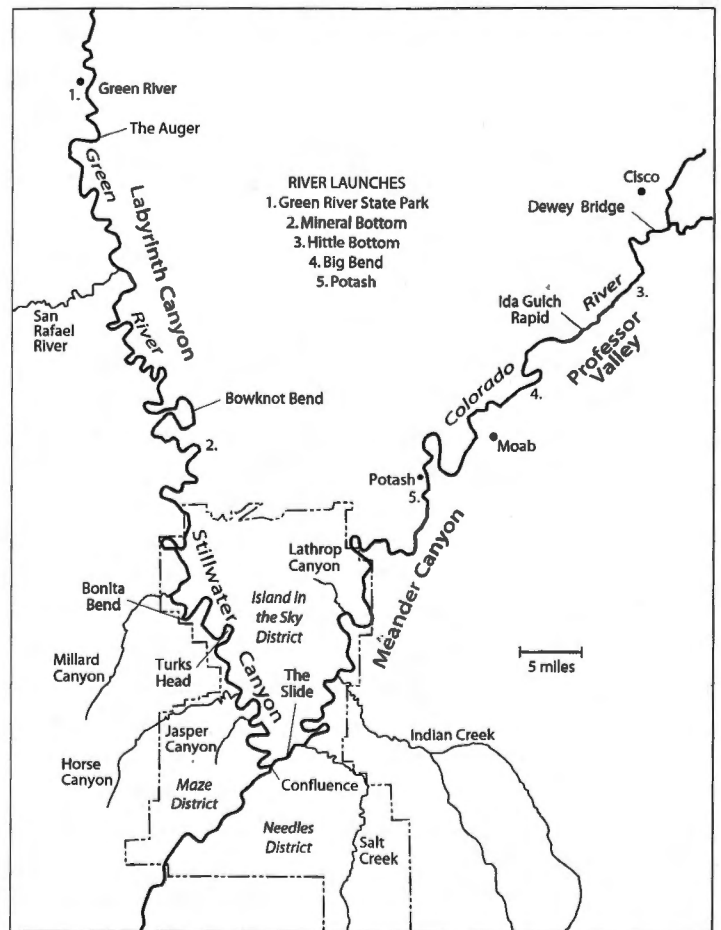 1.
Green River
The Auger
Green
Labyrinth Canyon
River
San
Rafael
River
RIVER LAUNCHES
1. Green River State Park
2. Mineral Bottom
3. Hittle Bottom
4. Big Bend
5. Potash
Cisco
Dewey Bridge
3.
Ida Gulch
Rapid
River
Professor
Valley
Colorado
4.
Bowknot Bend
2.
Moab
Potash
5.
Stillwater
Canyon
Lathrop
Canyon
Meander Canyon
Island in
the Sky
District
Bonita
Bend
5 miles
Millard
Canyon
Turks
Head
The
Slide
Jasper
Canyon
Indian Creek
Horse
Canyon
Maze
District
Confluence
Needles
District
Salt
Creek